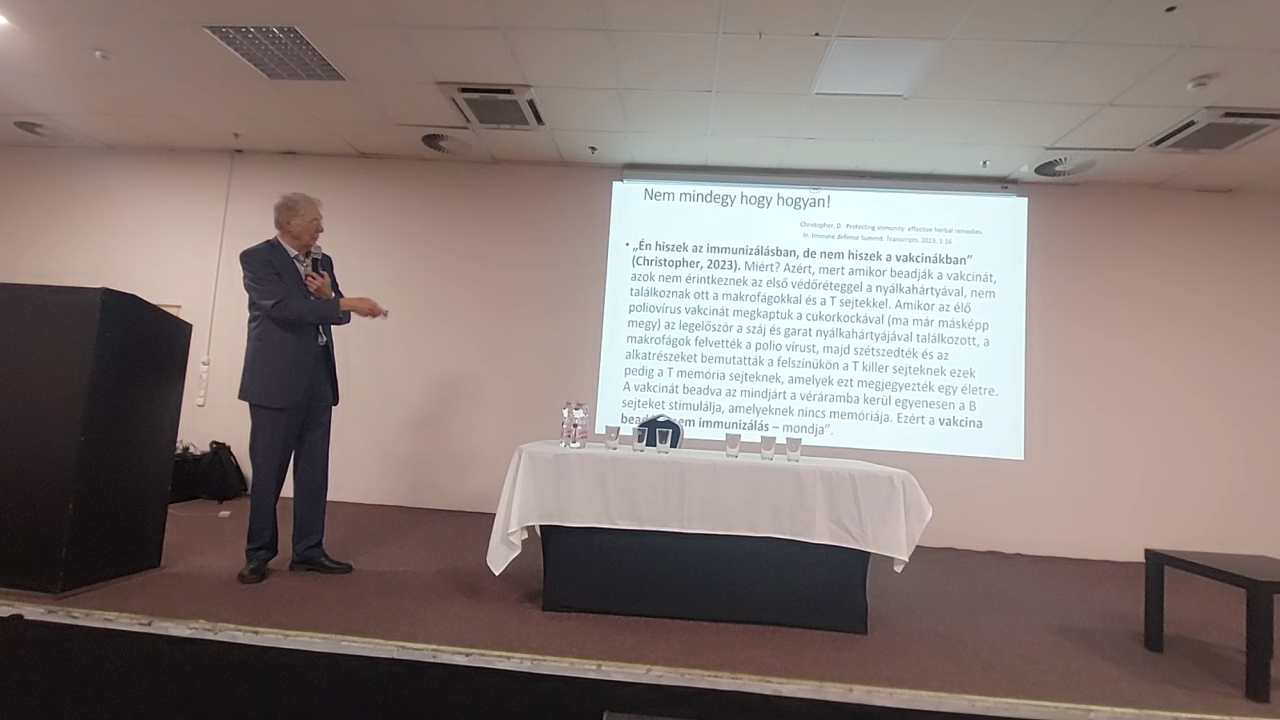 Nem mindegy hogy hogyan!
Christopher, D. Protecting immunity: effective herbal remedies.
In. Immune defense Summit. Transcripts. 2023. 1-16
• „Én hiszek az immunizálásban, de nem hiszek a vakcinákban”
(Christopher, 2023). Miért? Azért, mert amikor beadják a vakcinát,
azok nem érintkeznek az első védőréteggel a nyálkahártyával, nem
találkoznak ott a makrofágokkal és a T sejtekkel. Amikor az élő
poliovírus vakcinát megkaptuk a cukorkockával (ma már másképp
megy) az legelőször a száj és garat nyálkahártyájával találkozott, a
makrofágok felvették a polio vírust, majd szétszedték és az
alkatrészeket bemutatták a felszínükön a T killer sejteknek ezek
pedig a T memória sejteknek, amelyek ezt megjegyezték egy életre.
A vakcinát beadva az mindjárt a véráramba kerül egyenesen a B
sejteket stimulálja, amelyeknek nincs memóriája. Ezért a vakcina
nem immunizálás – mondja”.